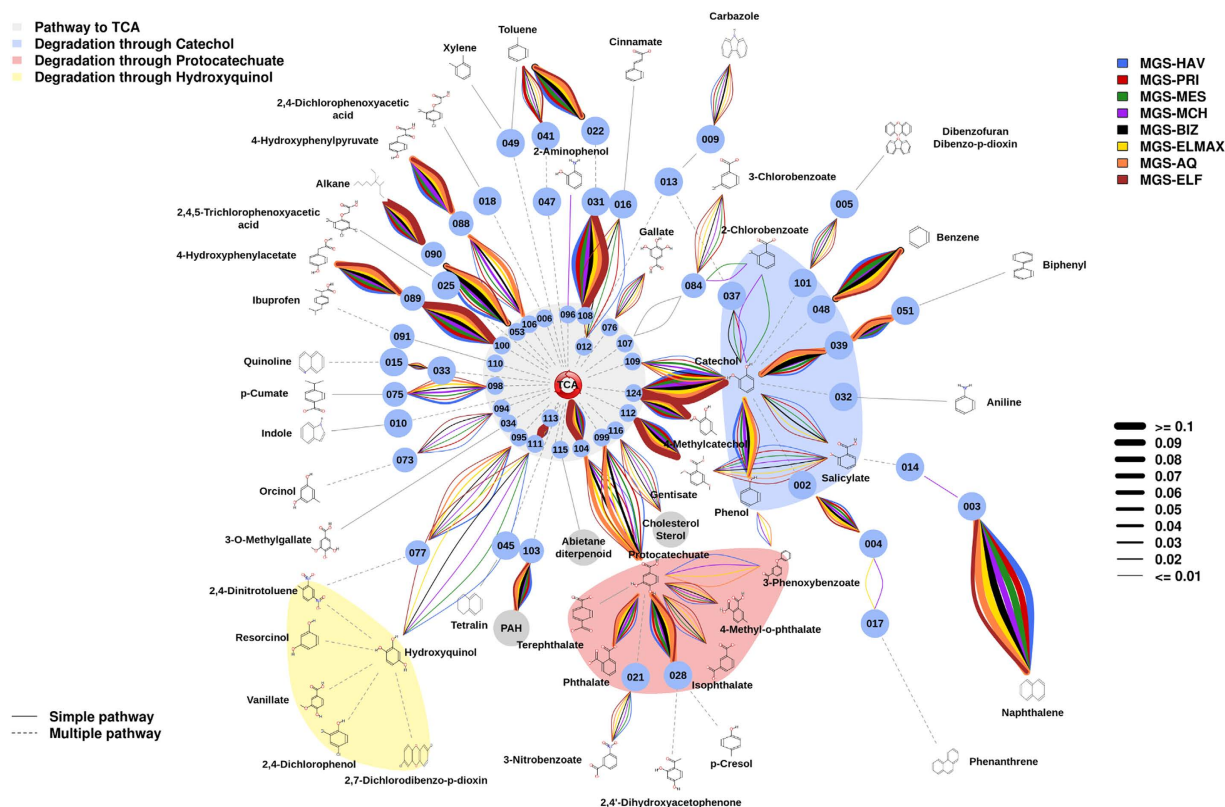 Pathway to TCA
Degradation through Catechol
Degradation through Protocatechuate
Degradation through Hydroxyquinol
Toluene
Carbazole
Xylene
Cinnamate
MGS-HAV
MGS-PRI
MGS-MES
MGS-MCH
MGS-BIZ
MGS-ELMAX
MGS-AQ
MGS-ELF
2,4-Dichlorophenoxyacetic
acid
4-Hydroxyphenylpyruvate
049
041
022
009
2-Aminophenol
Dibenzofuran
Dibenzo-p-dioxin
Alkane
018
047
031
016
013
3-Chlorobenzoate
005
2,4,5-Trichlorophenoxyacetic
acid
088
Gallate
2-Chlorobenzoate
Benzene
4-Hydroxyphenylacetate
090
025
084
101
Biphenyl
Ibuprofen
089
037
048
051
053
106
006
096
108
076
091
100
012
107
039
Quinoline
015
033
110
109
Catechol
p-Cumate
075
098
TCA
124
032
Aniline
Indole
010
094
034
113
112
4-Methylcatechol
095
111
115
104
099
116
073
014
Orcinol
Gentisate
Salicylate
002
Phenol
003
3-O-Methylgallate
077
045
103
Abietane
diterpenoid
Cholesterol
Sterol
004
Protocatechuate
2,4-Dinitrotoluene
3-Phenoxybenzoate
Tetralin
PAH
017
Resorcinol
Hydroxyquinol
Terephthalate
4-Methyl-o-phthalate
Vanillate
Phthalate
021
028
Isophthalate
Naphthalene
2,4-Dichlorophenol
2,7-Dichlorodibenzo-p-dioxin
3-Nitrobenzoate
p-Cresol
Phenanthrene
2,4'-Dihydroxyacetophenone
>= 0.1
0.09
0.08
0.07
0.06
0.05
0.04
0.03
0.02
<= 0.01
Simple pathway
Multiple pathway